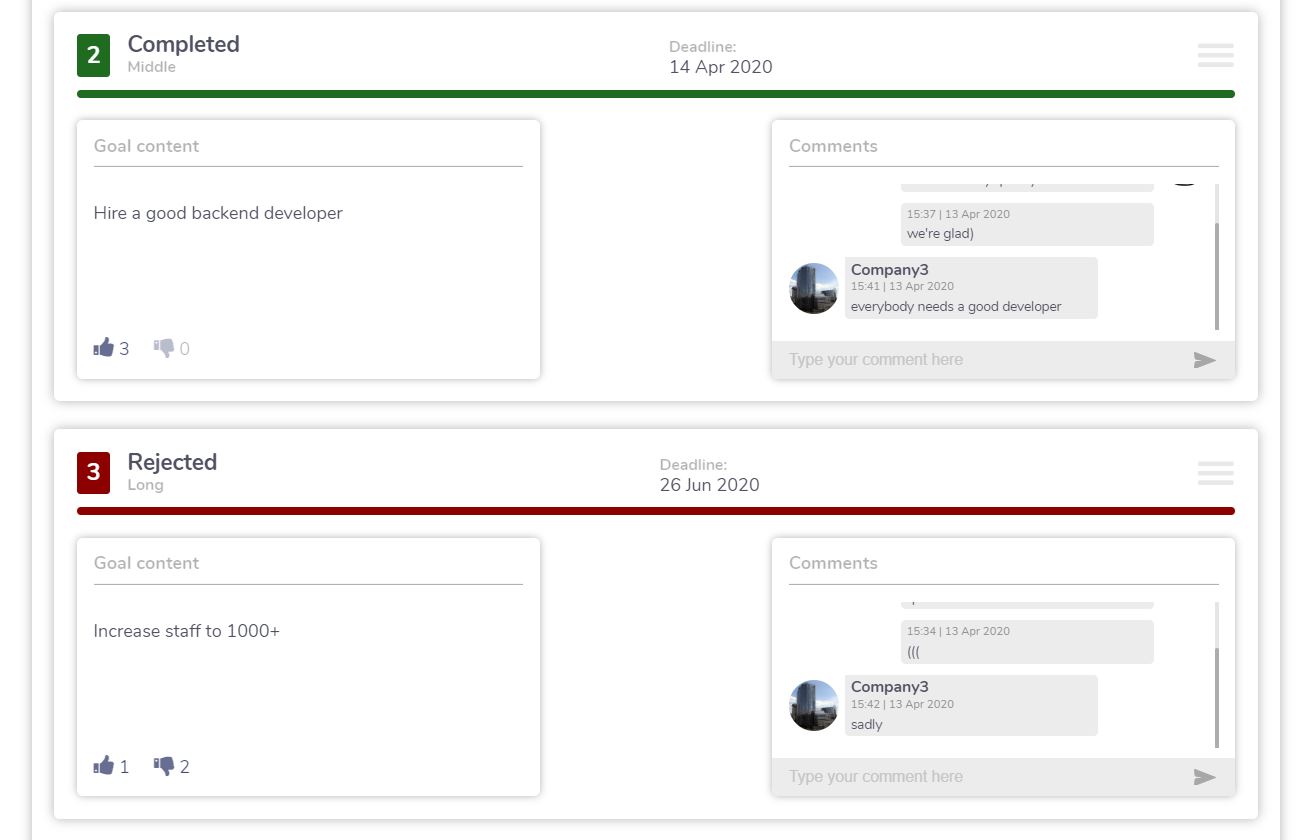 2
Completed
Middle
Deadline:
14 Apr 2020
Goal content
Hire a good backend developer
3
0
Comments
15:37 | 13 Apr 2020
we're glad)
Company3
15:41 | 13 Apr 2020
everybody needs a good developer
Type your comment here
3
Rejected
Long
Deadline:
26 Jun 2020
Goal content
Increase staff to 1000+
1
2
Comments
15:34 | 13 Apr 2020
(((
Company3
15:42 | 13 Apr 2020
sadly
Type your comment here